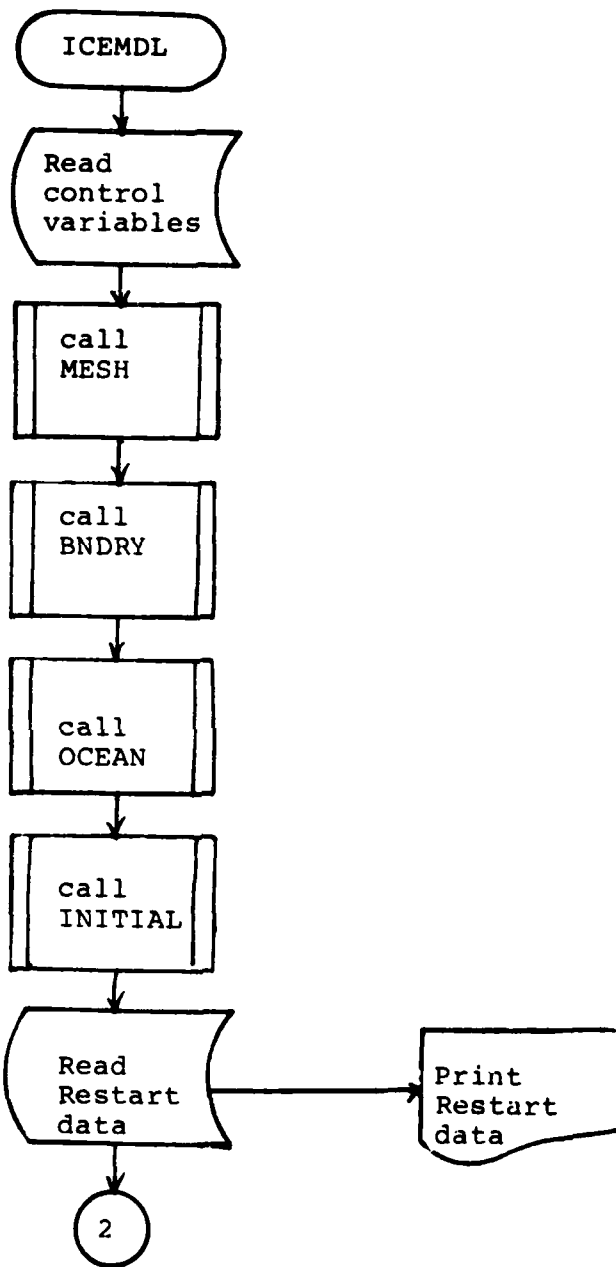 ICEMDL
Read
control
variables
call
MESH
call
BNDRY
call
OCEAN
call
INITIAL
Read
Restart
data
Print
Restart
data
2